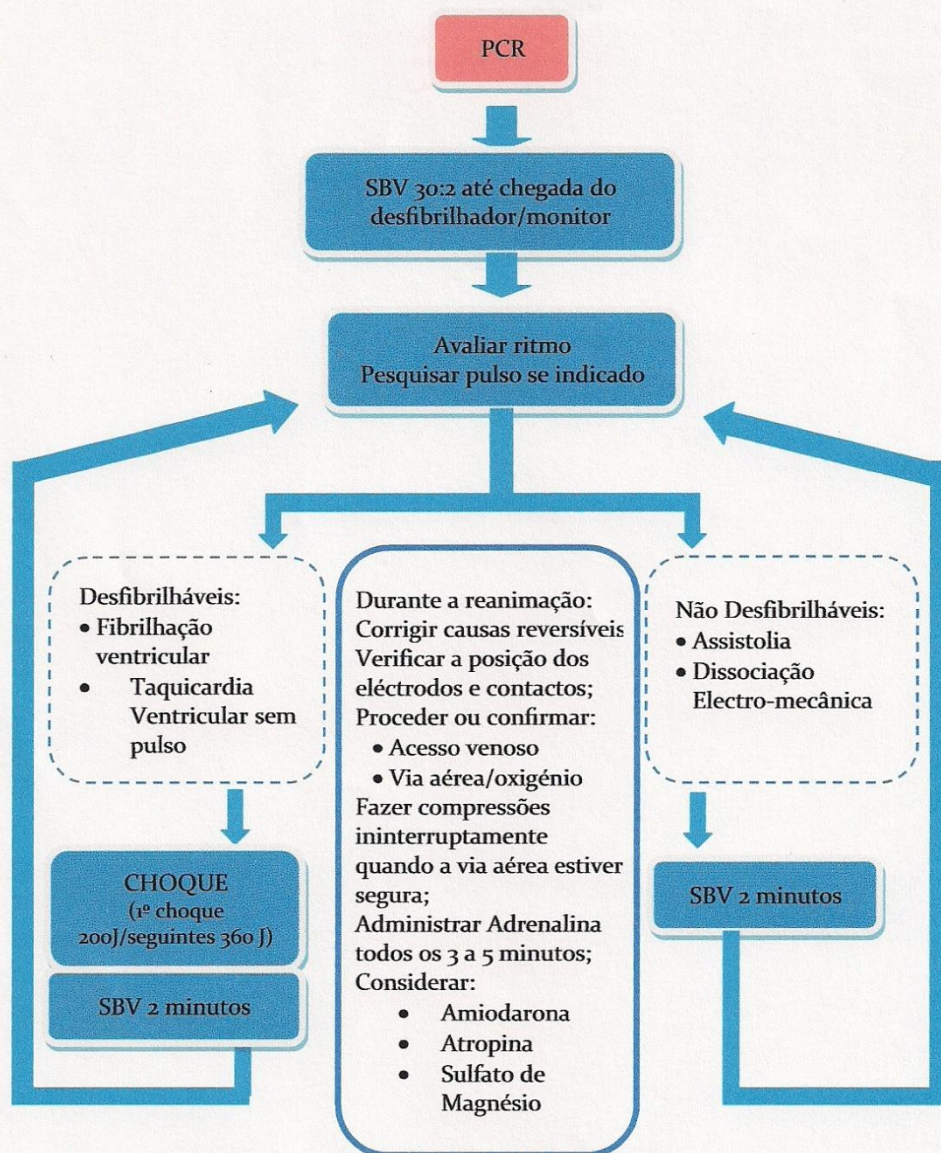 PCR
SBV 30:2 até chegada do
desfibrilhador/monitor
Avaliar ritmo
Pesquisar pulso se indicado
Desfibrilháveis:
• Fibrilhação
ventricular
• Taquicardia
Ventricular sem
pulso
CHOQUE
(1º choque
200J/seguintes 360 J)
SBV 2 minutos
Durante a reanimação:
Corrigir causas reversíveis
Verificar a posição dos
eléctrodos e contactos;
Proceder ou confirmar:
• Acesso venoso
• Via aérea/oxigénio
Fazer compressões
ininterruptamente
quando a via aérea estiver
segura;
Administrar Adrenalina
todos os 3 a 5 minutos;
Considerar:
• Amiodarona
• Atropina
• Sulfato de
Magnésio
Não Desfibrilháveis:
• Assistolia
• Dissociação
Electro-mecânica
SBV 2 minutos